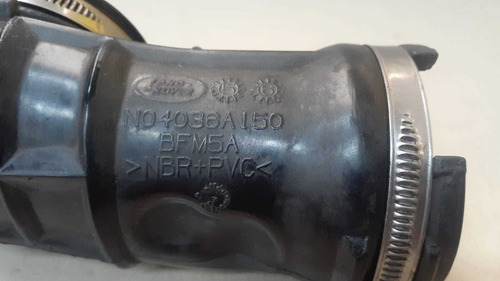 LAND
ROVER
N04036A150
BFM5A
>NBR+PVC<